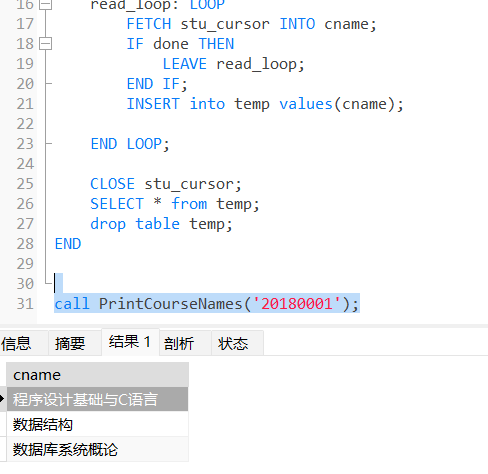 16 read_loop: LOOP
17 FETCH stu_cursor INTO cname;
18 IF done THEN
19 LEAVE read_loop;
20 END IF;
21 INSERT into temp values(cname);
22
23 END LOOP;
24
25 CLOSE stu_cursor;
26 SELECT * from temp;
27 drop table temp;
28 END
29
30
31 call PrintCourseNames('20180001');
信息 摘要 结果 1 剖析 状态
cname
程序设计基础与C语言
数据结构
数据库系统概论